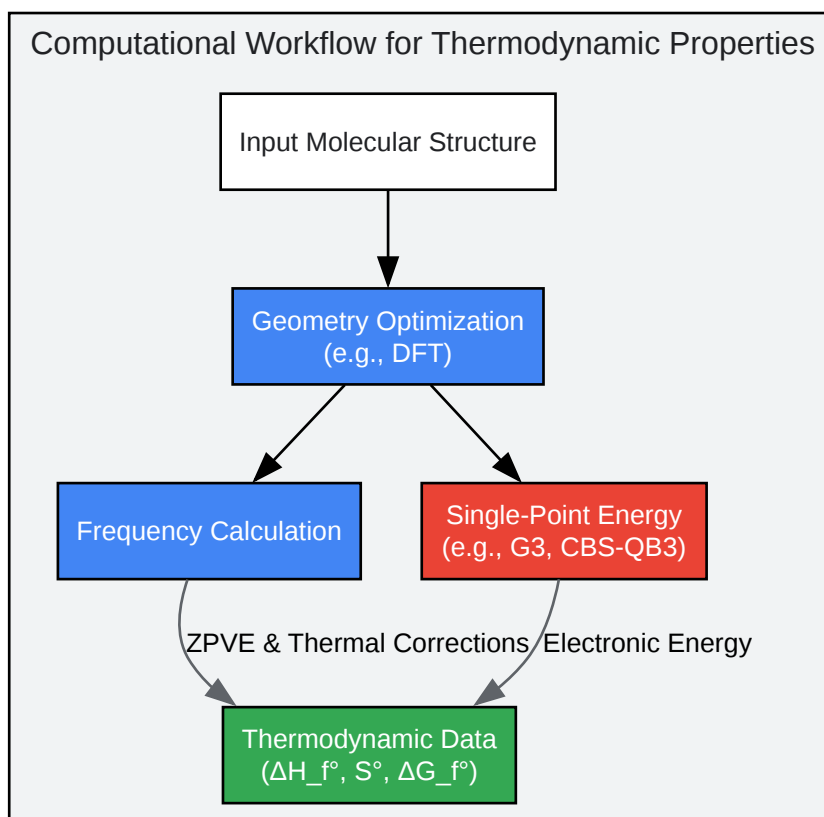 Computational Workflow for Thermodynamic Properties
Input Molecular Structure
Geometry Optimization
(e.g., DFT)
Frequency Calculation
Single-Point Energy
(e.g., G3, CBS-QB3)
ZPVE & Thermal Corrections
Electronic Energy
Thermodynamic Data
(ΔH_f°, S°, ΔG_f°)